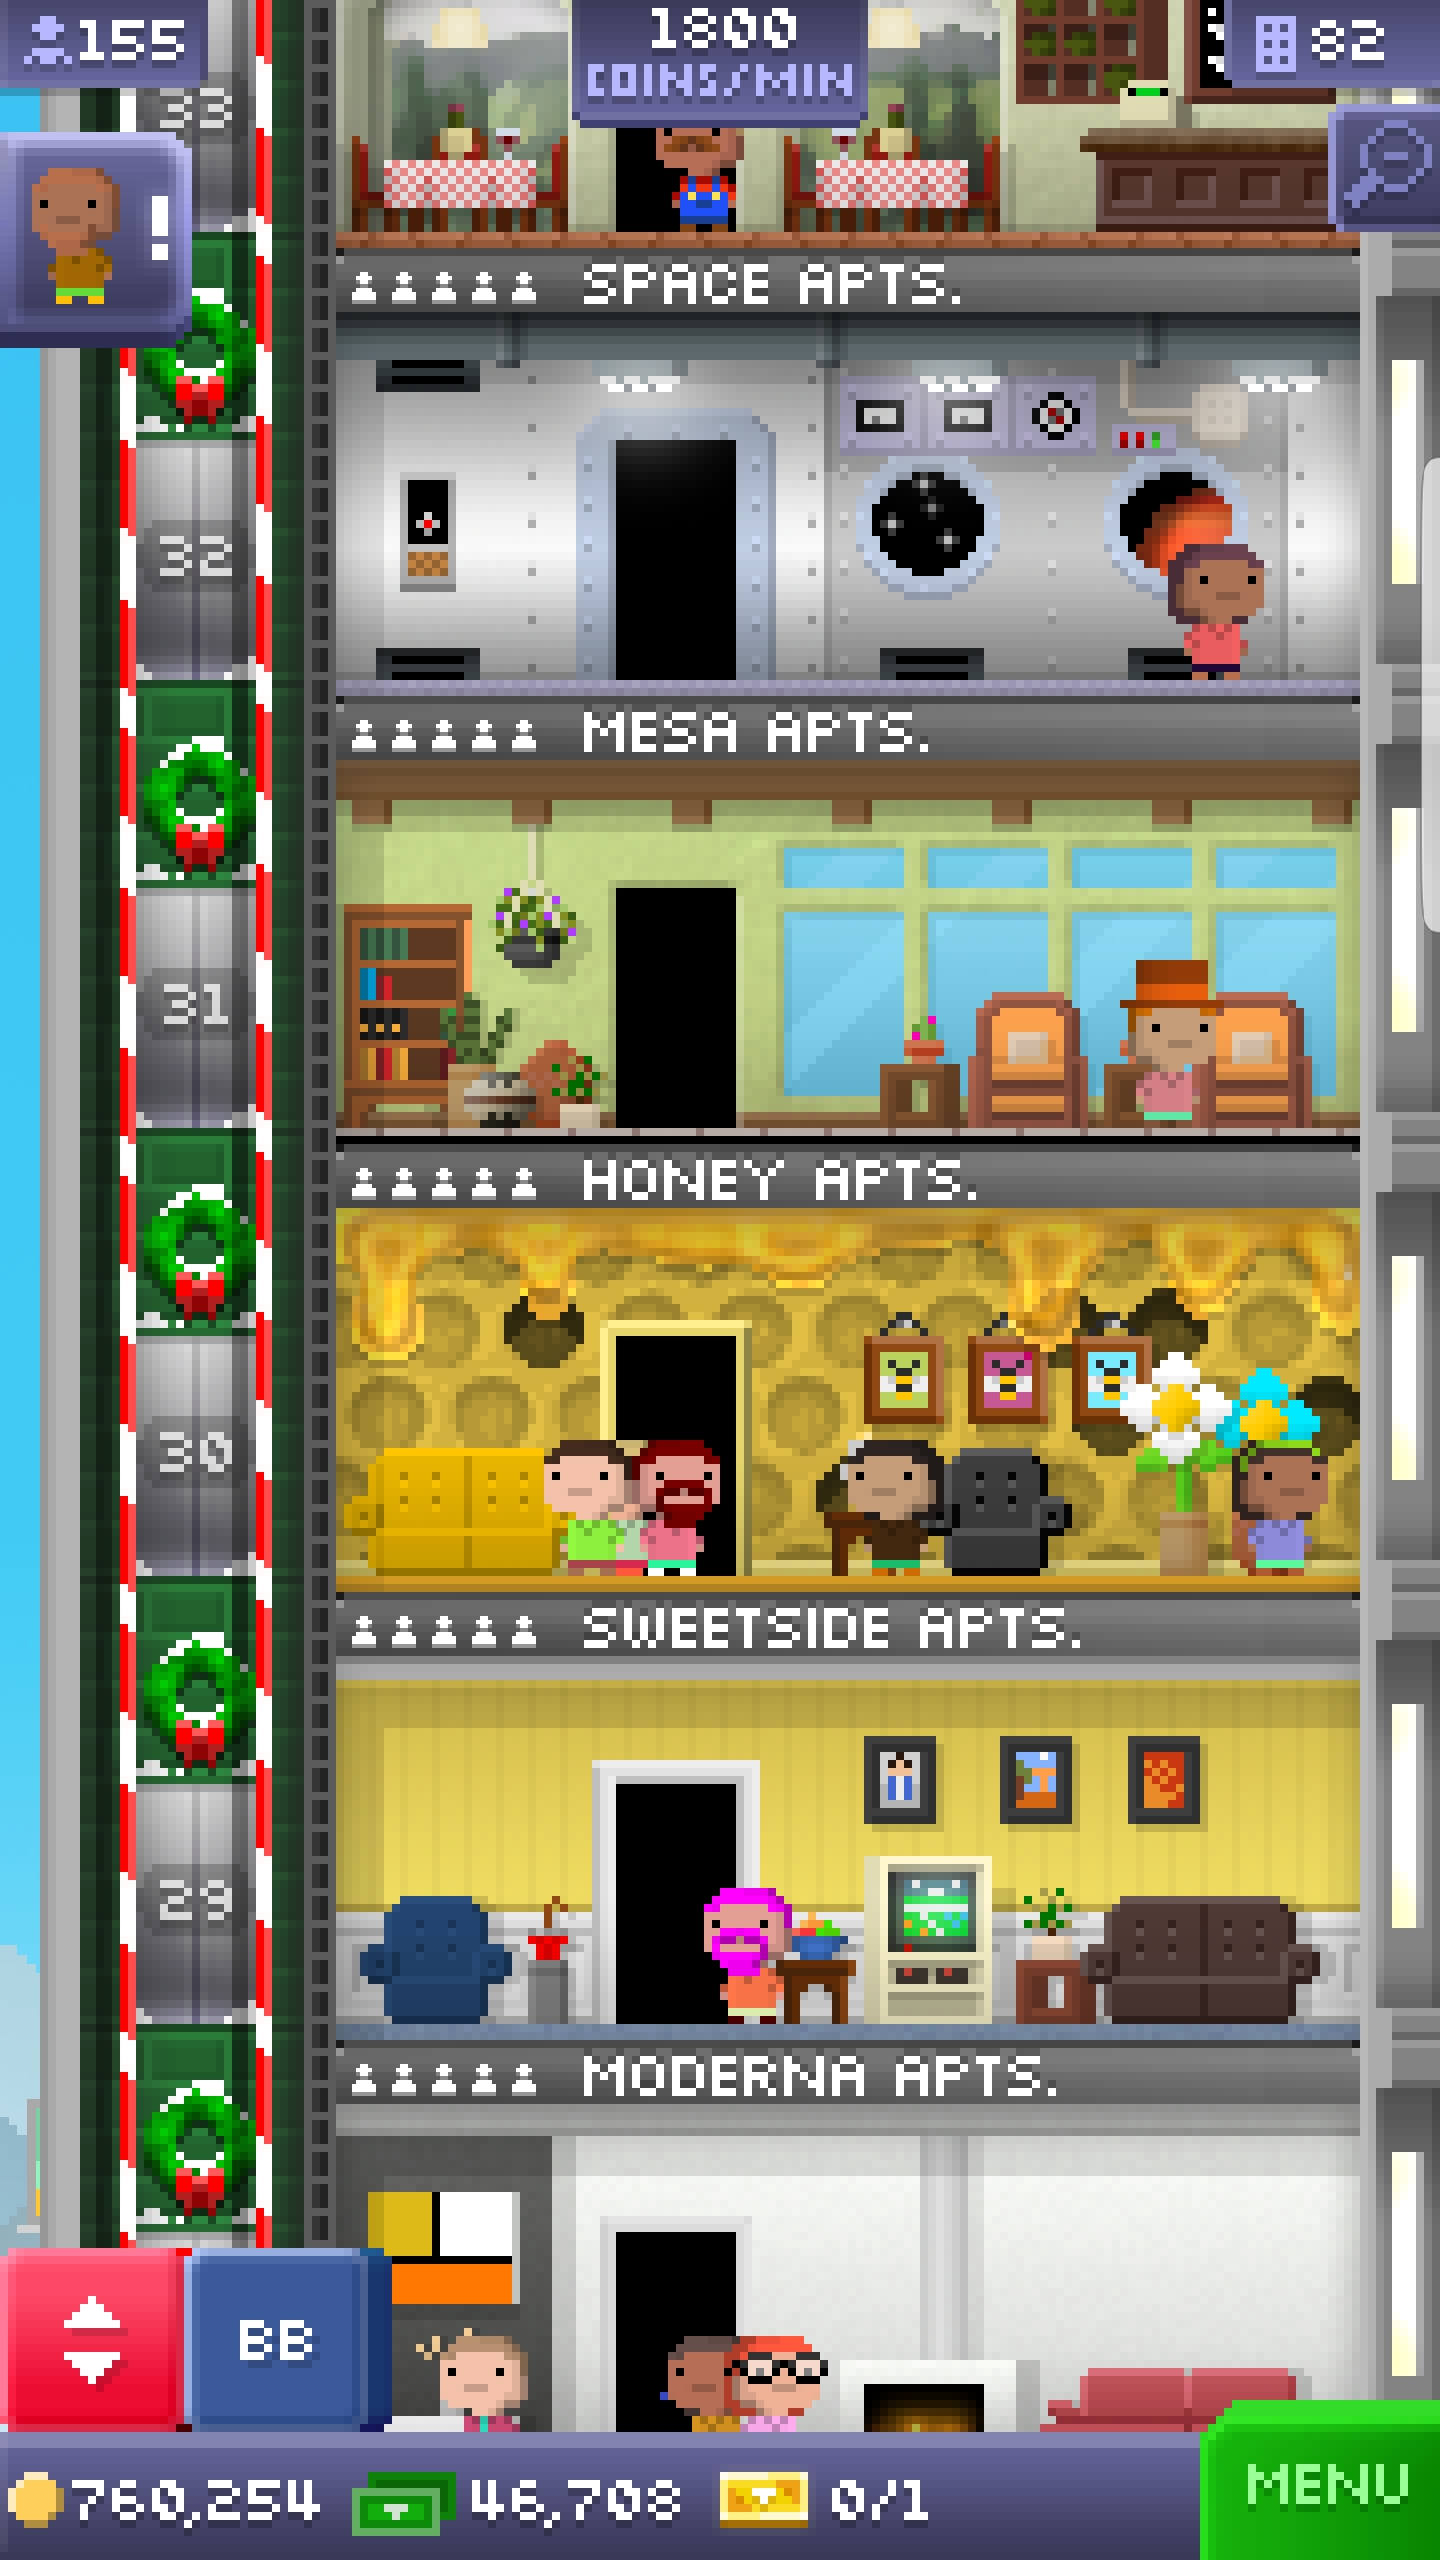 155
1800
COINS/MIN
82
33
!
SPACE APTS.
32
MESA APTS.
31
HONEY APTS.
30
SWEETSIDE APTS.
29
MODERNA APTS.
BB
760,254
46,708
0/1
MENU